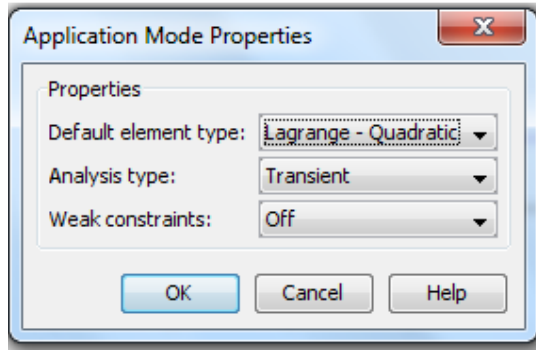 Application Mode Properties
Properties
Default element type: Lagrange - Quadratic
Analysis type: Transient
Weak constraints: Off
OK Cancel Help